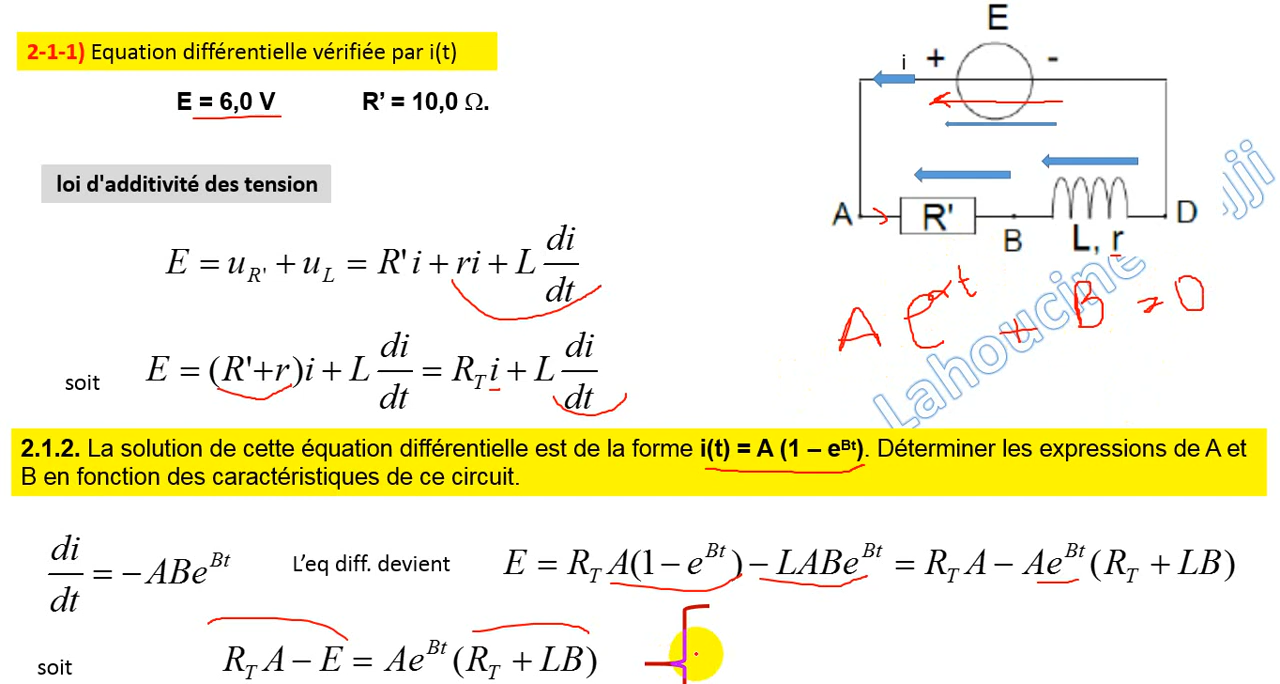 2-1-1) Equation différentielle vérifiée par i(t)
E = 6,0 V R’ = 10,0 Ω.
loi d'additivité des tension
E = u_{R'} + u_L = R' i + ri + L di/dt
soit E = (R'+r)i + L di/dt = R_T i + L di/dt
E
i + -
A R' B L, r D
A e^{αt} + B = 0
Lahoucine
jji
2.1.2. La solution de cette équation différentielle est de la forme i(t) = A (1 – e^{Bt}). Déterminer les expressions de A et
B en fonction des caractéristiques de ce circuit.
di/dt = −ABe^{Bt} L’eq diff. devient E = R_T A(1−e^{Bt}) − LABe^{Bt} = R_T A − Ae^{Bt}(R_T + LB)
soit R_T A − E = Ae^{Bt}(R_T + LB)